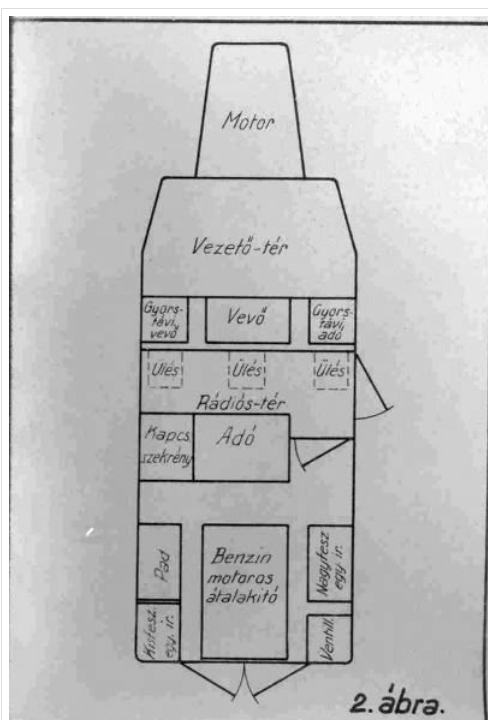 Motor
Vezető-tér
Gyors-
távi,
vevő
Vevő
Gyors-
távi,
adó
Ülés
Ülés
Ülés
Rádiós-tér
Kapcs.
szekrény
Adó
Pad
Benzin
motoros
átalakító
Nagyfesz
egy. ir.
Kisfesz.
egy. ir.
Ventill.
2. ábra.